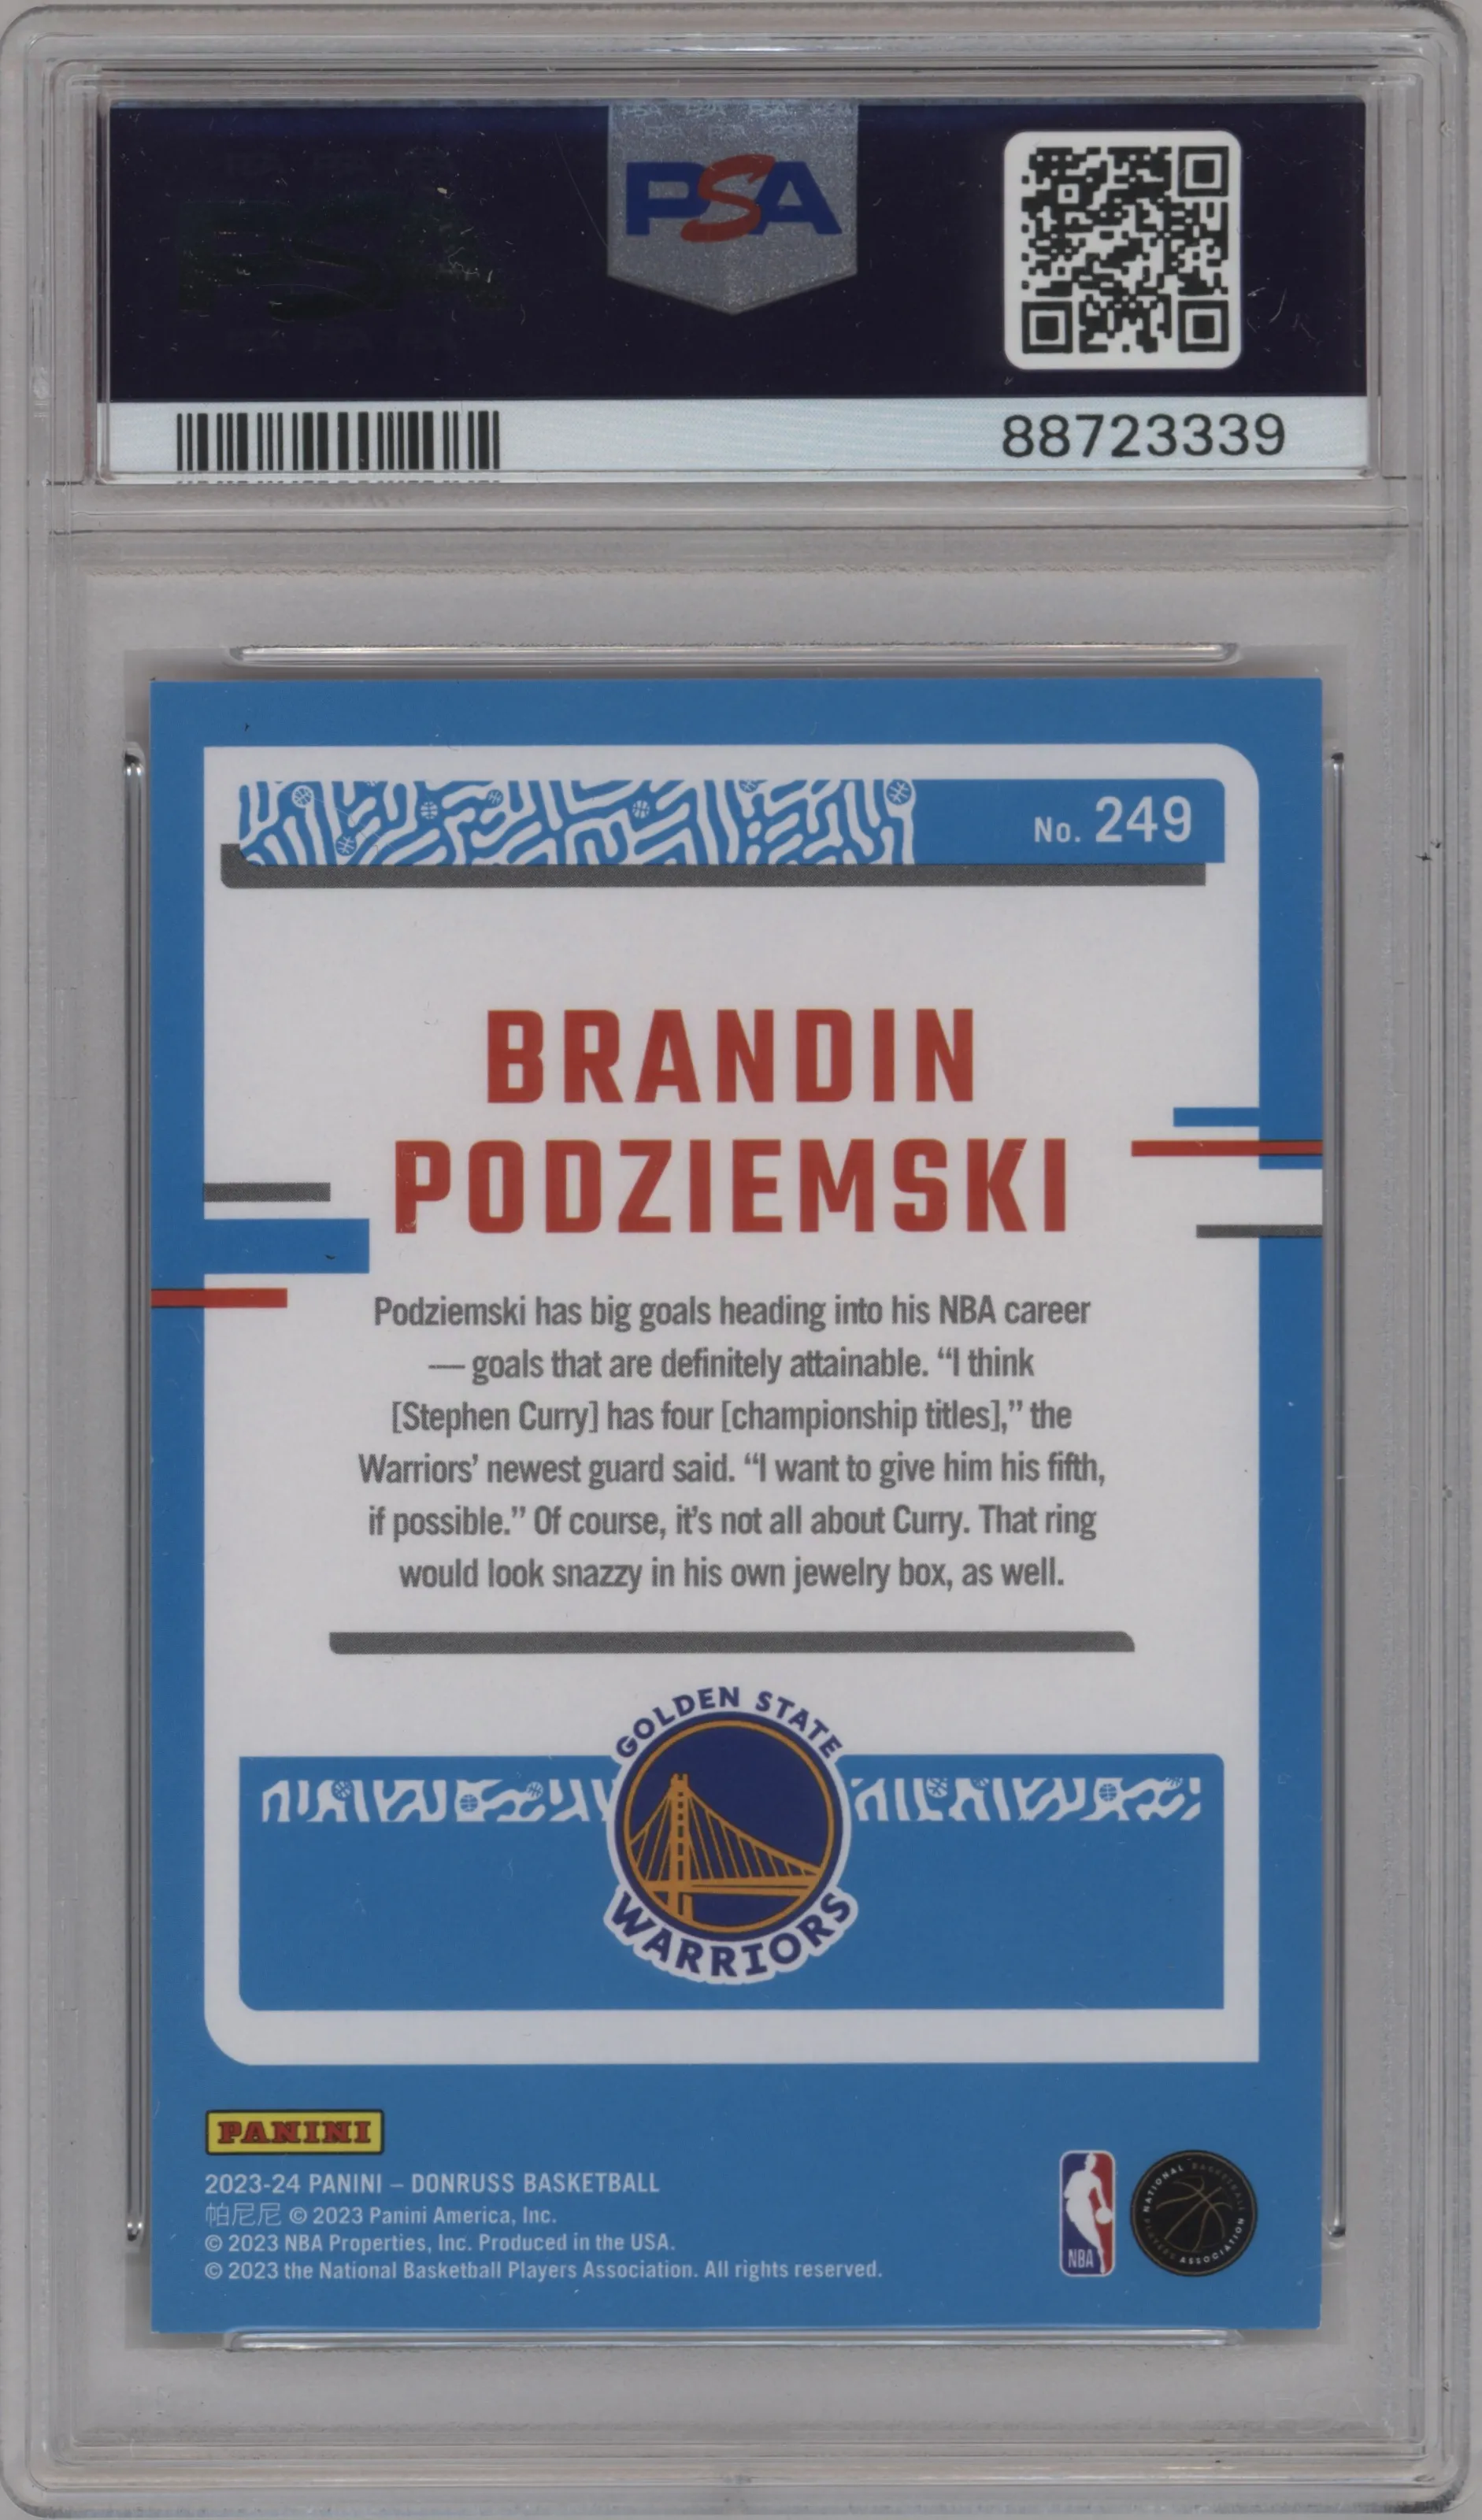 PSA
88723339
No. 249
BRANDIN
PODZIEMSKI
Podziemski has big goals heading into his NBA career
— goals that are definitely attainable. “I think
[Stephen Curry] has four [championship titles],” the
Warriors’ newest guard said. “I want to give him his fifth,
if possible.” Of course, it’s not all about Curry. That ring
would look snazzy in his own jewelry box, as well.
GOLDEN STATE
WARRIORS
PANINI
2023-24 PANINI – DONRUSS BASKETBALL
帕尼尼 © 2023 Panini America, Inc.
© 2023 NBA Properties, Inc. Produced in the USA.
© 2023 the National Basketball Players Association. All rights reserved.
NBA
NATIONAL BASKETBALL
PLAYERS ASSOCIATION